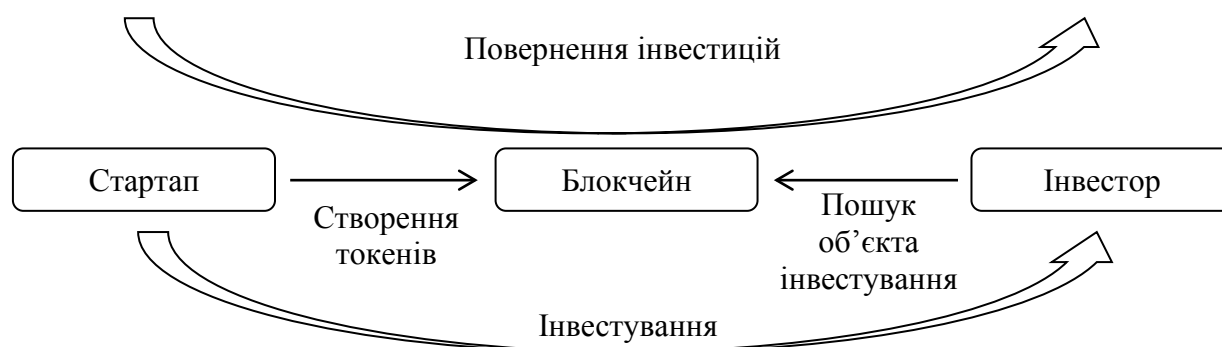 Повернення інвестицій
Стартап
Блокчейн
Інвестор
Створення
токенів
Пошук
об’єкта
інвестування
Інвестування